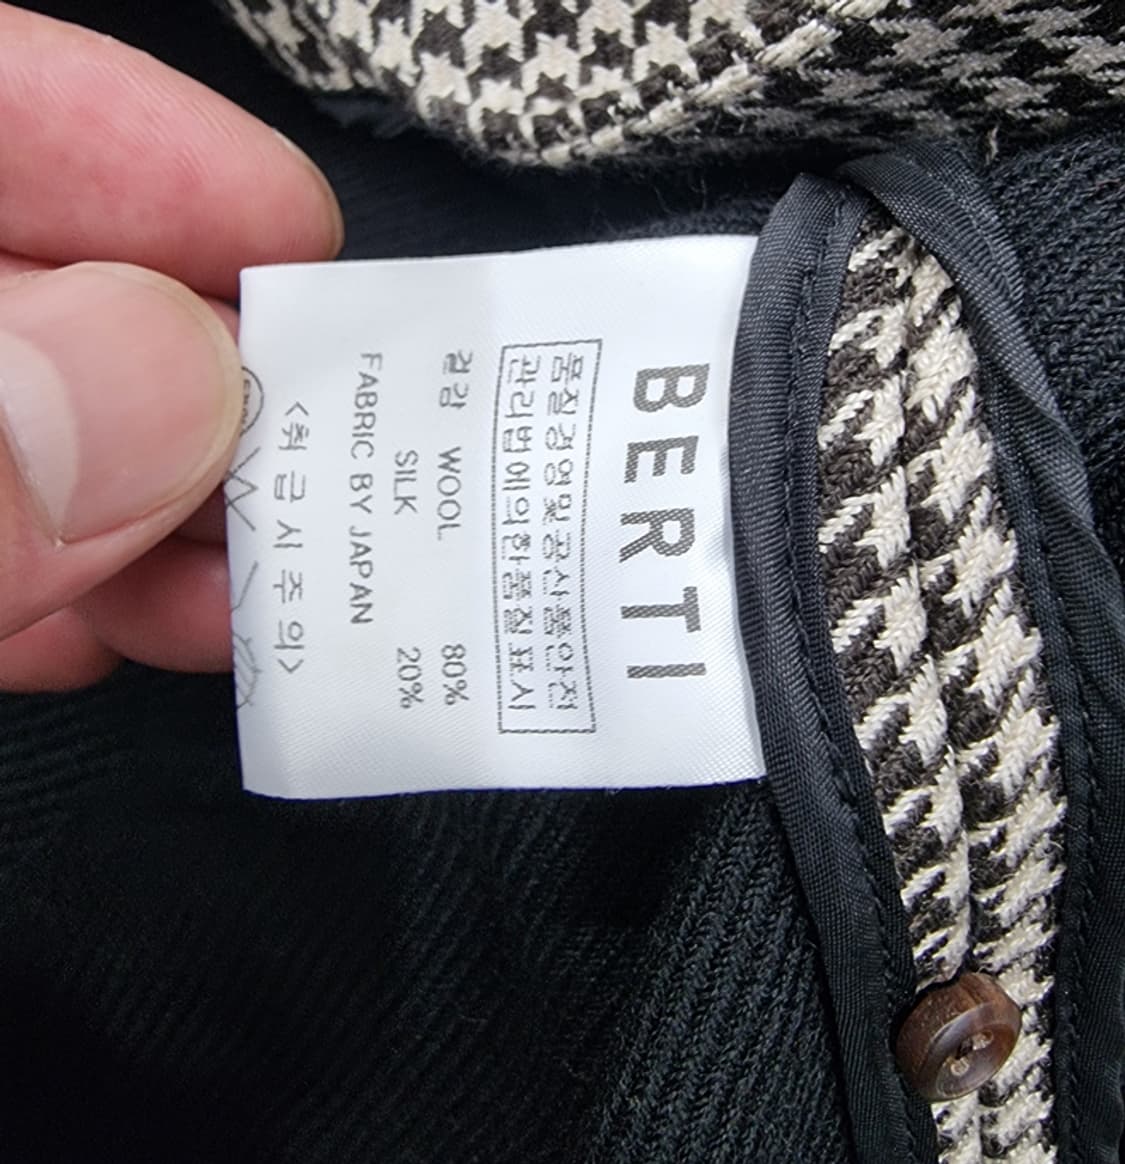 BERTI
품질경영및공산품안전
관리법에의한품질표시
겉감 WOOL 80%
SILK 20%
FABRIC BY JAPAN
<취급시주의>